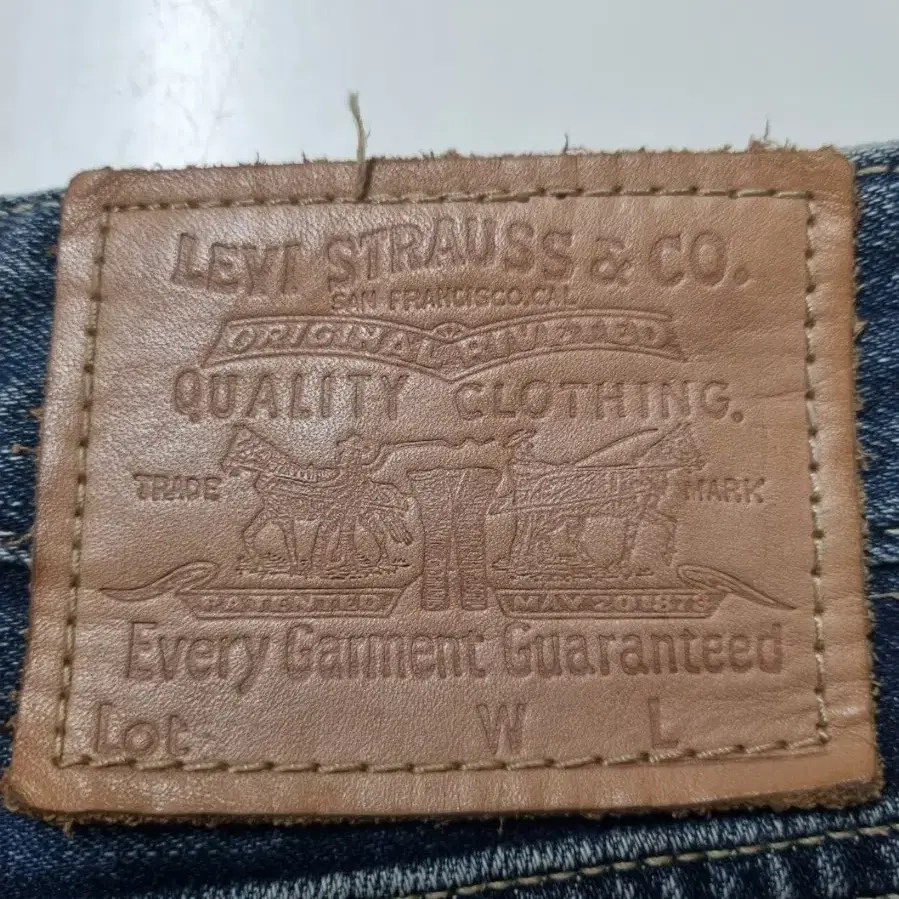 LEVI STRAUSS & CO.
SAN FRANCISCO, CAL.
ORIGINAL RIVETED
QUALITY CLOTHING.
TRADE MARK
PATENTED MAY 20 1873
Every Garment Guaranteed
Lot W L